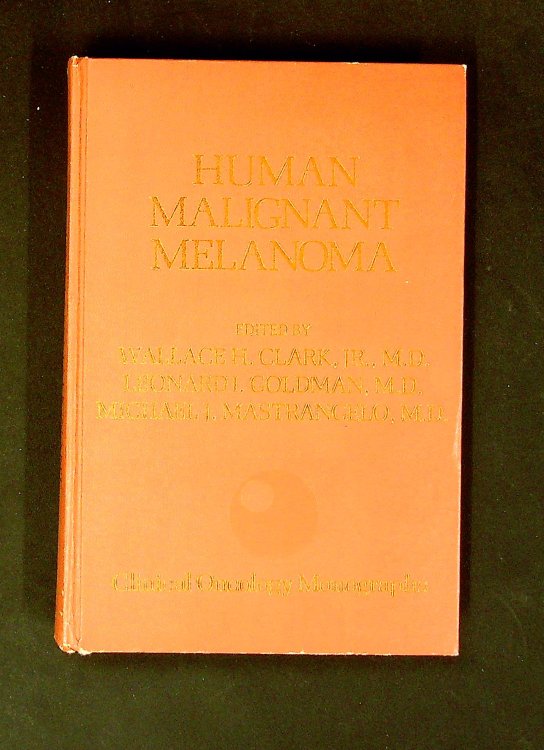 HUMAN
MALIGNANT
MELANOMA
EDITED BY
WALLACE H. CLARK, JR., M.D.
LEONARD I. GOLDMAN, M.D.
MICHAEL J. MASTRANGELO, M.D.
Clinical Oncology Monographs